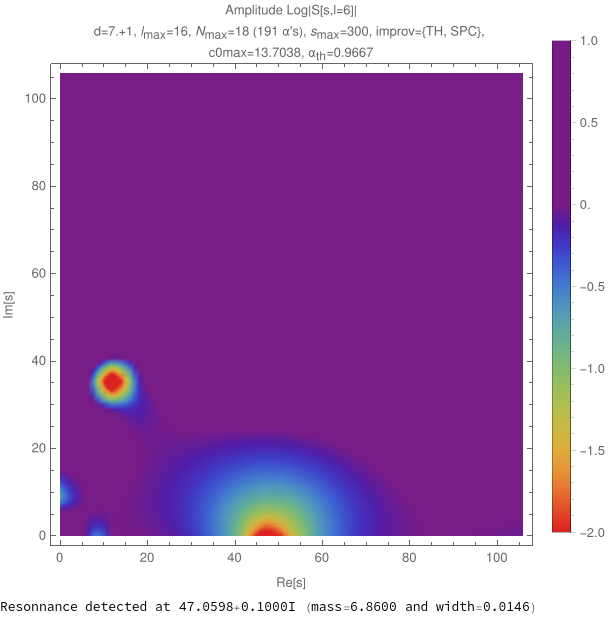 Amplitude Log|S[s,l=6]|
d=7.+1, lmax=16, Nmax=18 (191 α's), smax=300, improv={TH, SPC},
c0max=13.7038, αth=0.9667
1.0
0.5
0.
−0.5
−1.0
−1.5
−2.0
100
80
60
40
20
0
Im[s]
0 20 40 60 80 100
Re[s]
Resonnance detected at 47.0598+0.1000I (mass=6.8600 and width=0.0146)